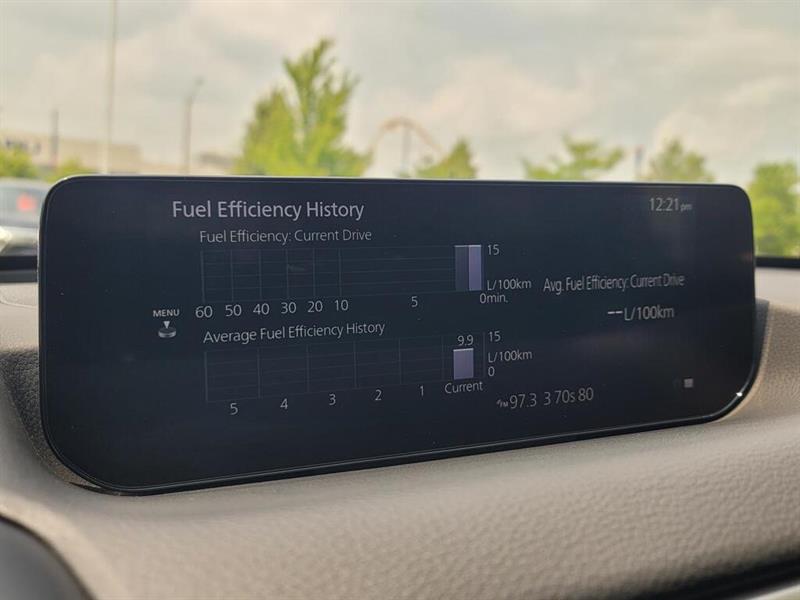 Fuel Efficiency History
12:21 pm
Fuel Efficiency: Current Drive
15
L/100km
60 50 40 30 20 10 5 0min.
Avg. Fuel Efficiency: Current Drive
--L/100km
MENU
Average Fuel Efficiency History
9.9
15
L/100km
0
5 4 3 2 1 Current
FM 97.3 3 70s 80